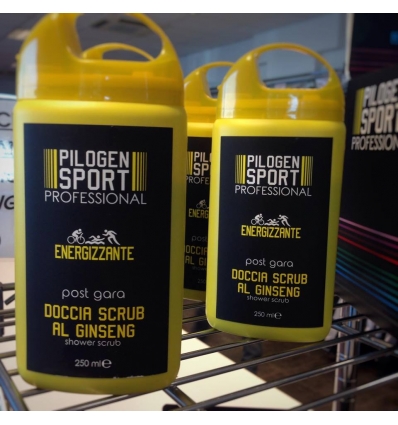 PILOGEN
SPORT
PROFESSIONAL
ENERGIZZANTE
post gara
DOCCIA SCRUB
AL GINSENG
shower scrub
250 ml e
PILOGEN
SPORT
PROFESSIONAL
ENERGIZZANTE
post gara
DOCCIA SCRUB
AL GINSENG
shower scrub
250 ml e
PILOGEN
SPORT
PROFESSIONAL